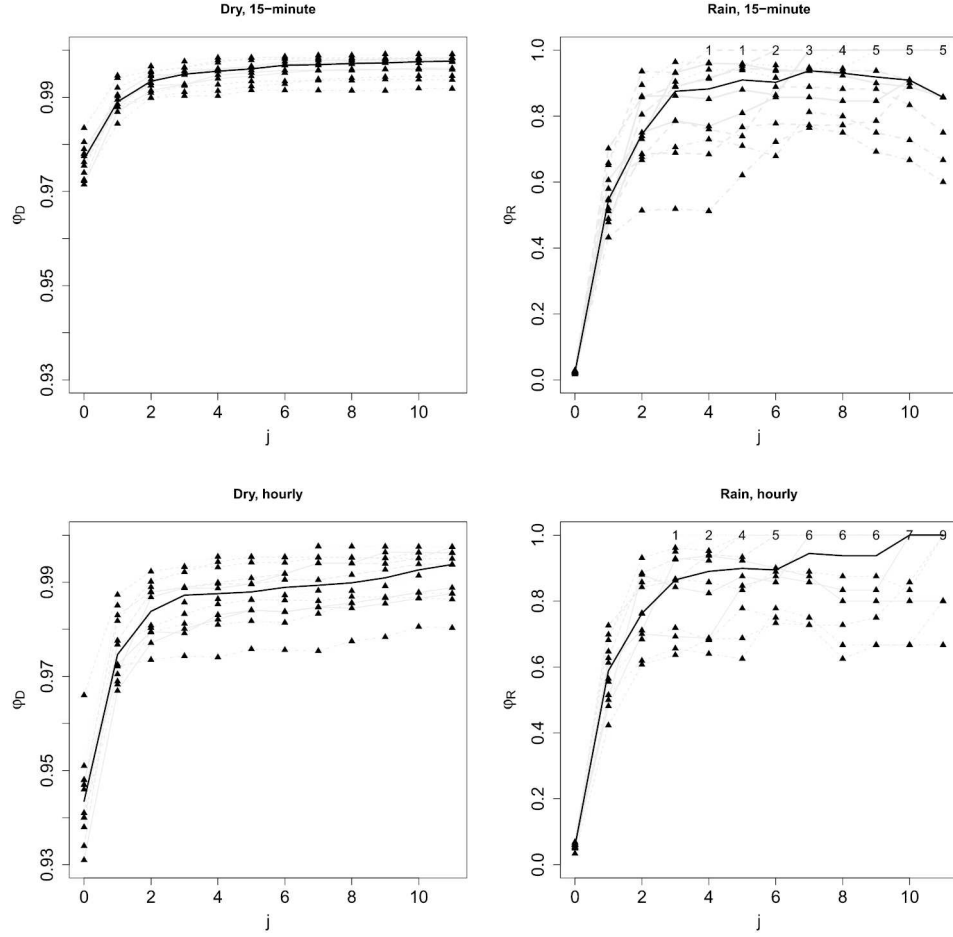 Dry, 15−minute
0.99
0.97
0.95
0.93
φD
0 2 4 6 8 10
j
Rain, 15−minute
1 1 2 3 4 5 5 5
1.0
0.8
0.6
0.4
0.2
0.0
φR
0 2 4 6 8 10
j
Dry, hourly
0.99
0.97
0.95
0.93
φD
0 2 4 6 8 10
j
Rain, hourly
1 2 4 5 6 6 6 7 9
1.0
0.8
0.6
0.4
0.2
0.0
φR
0 2 4 6 8 10
j